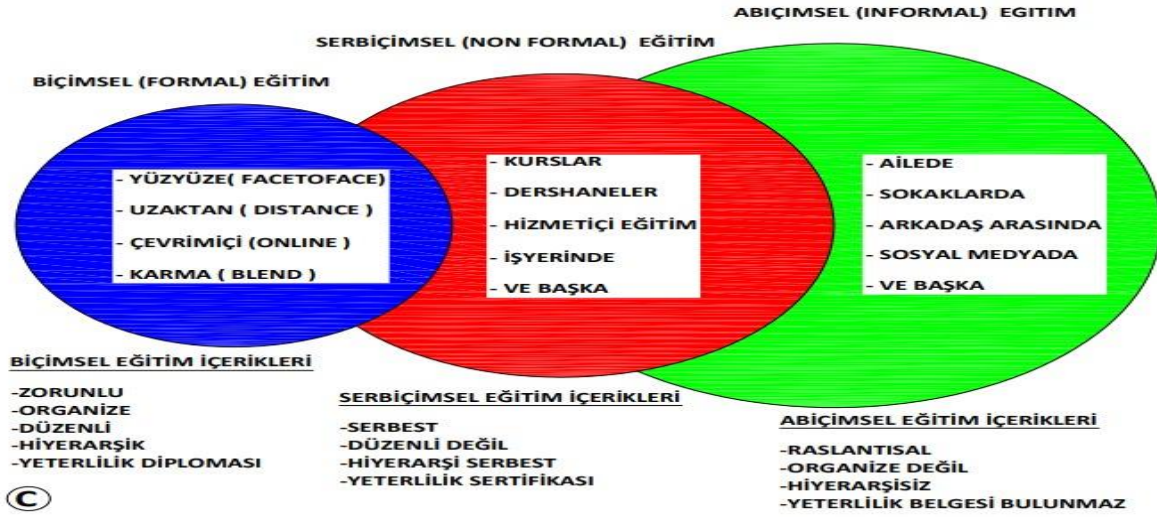 ABIÇIMSEL (INFORMAL) EGITIM
SERBİÇİMSEL (NON FORMAL) EĞİTİM
BİÇİMSEL (FORMAL) EĞİTİM
- YÜZYÜZE( FACETOFACE)
- UZAKTAN ( DISTANCE )
- ÇEVRİMİÇİ (ONLINE )
- KARMA ( BLEND )
- KURSLAR
- DERSHANELER
- HİZMETİÇİ EĞİTİM
- İŞYERİNDE
- VE BAŞKA
- AİLEDE
- SOKAKLARDA
- ARKADAŞ ARASINDA
- SOSYAL MEDYADA
- VE BAŞKA
BİÇİMSEL EĞİTİM İÇERİKLERİ
-ZORUNLU
-ORGANİZE
-DÜZENLİ
-HİYERARŞİK
-YETERLİLİK DİPLOMASI
SERBİÇİMSEL EĞİTİM İÇERİKLERİ
-SERBEST
-DÜZENLİ DEĞİL
-HİYERARŞİ SERBEST
-YETERLİLİK SERTİFİKASI
ABİÇİMSEL EĞİTİM İÇERİKLERİ
-RASLANTISAL
-ORGANİZE DEĞİL
-HİYERARŞİSİZ
-YETERLİLİK BELGESİ BULUNMAZ
©